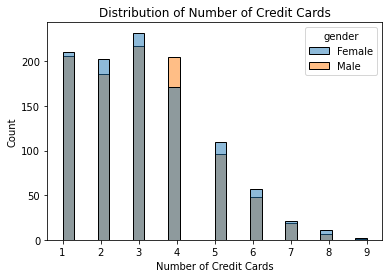 Distribution of Number of Credit Cards
gender
Female
Male
Count
200
150
100
50
0
1 2 3 4 5 6 7 8 9
Number of Credit Cards